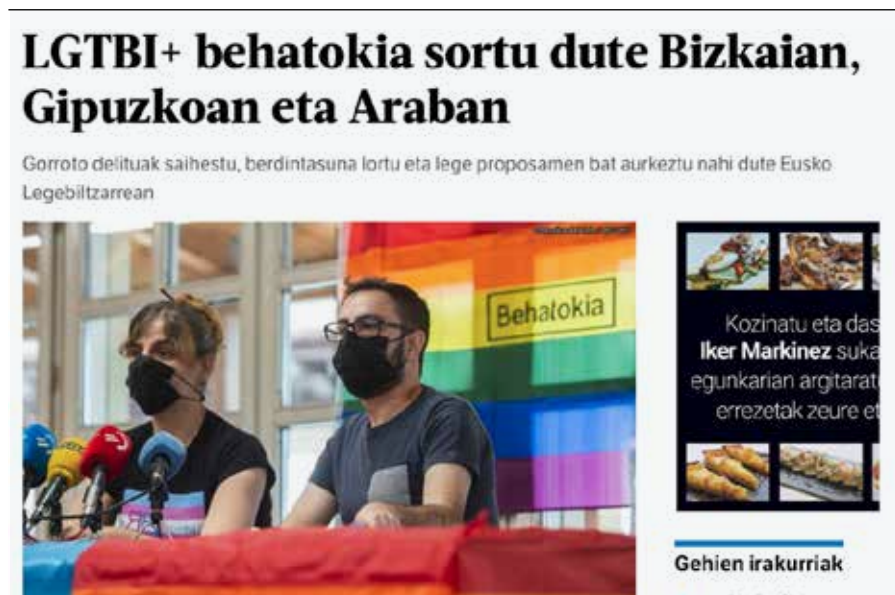 LGTBI+ behatokia sortu dute Bizkaian,
Gipuzkoan eta Araban
Gorroto delituak saihestu, berdintasuna lortu eta lege proposamen bat aurkeztu nahi dute Eusko
Legebiltzarrean
Behatokia
Kozinatu eta das
Iker Markinez suka
egunkarian argitarat
errezetak zeure et
Gehien irakurriak